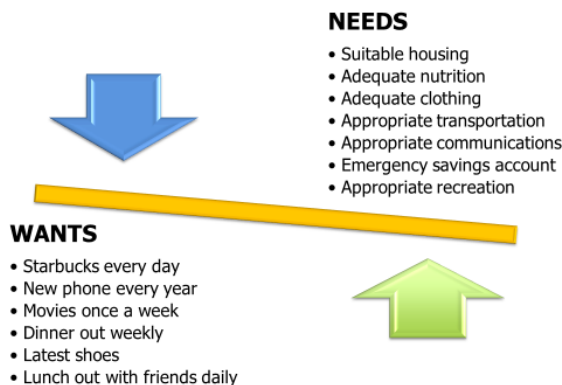 NEEDS
• Suitable housing
• Adequate nutrition
• Adequate clothing
• Appropriate transportation
• Appropriate communications
• Emergency savings account
• Appropriate recreation
WANTS
• Starbucks every day
• New phone every year
• Movies once a week
• Dinner out weekly
• Latest shoes
• Lunch out with friends daily